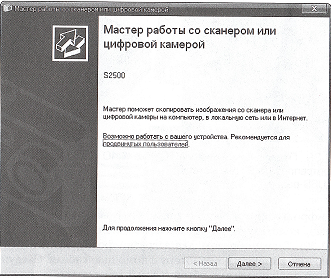 Мастер работы со сканером или цифровой камерой
Мастер работы со сканером или
цифровой камерой
S2500
Мастер поможет скопировать изображения со сканера или
цифровой камеры на компьютер, в локальную сеть или в Интернет.
Возможно работать с вашего устройства. Рекомендуется для
продвинутых пользователей.
Для продолжения нажмите кнопку "Далее".
< Назад
Далее >
Отмена